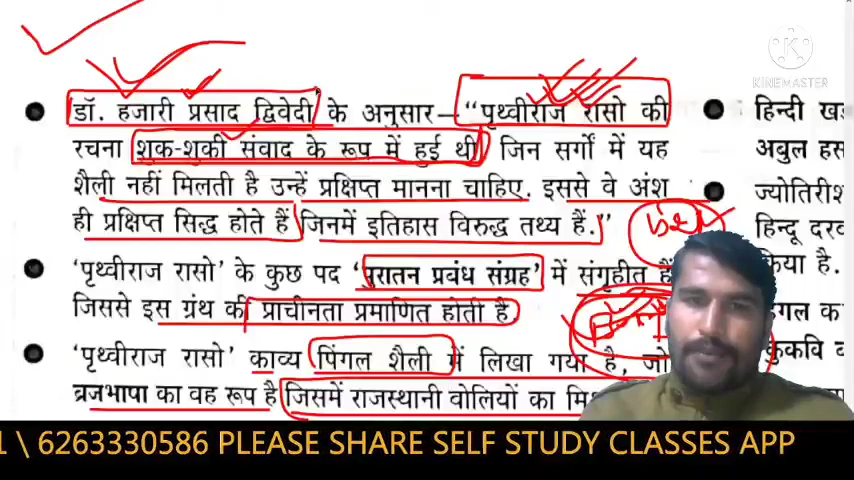 KINEMASTER
डॉ. हजारी प्रसाद द्विवेदी के अनुसार– "पृथ्वीराज रासो की
रचना शुक-शुकी संवाद के रूप में हुई थी जिन सर्गों में यह
शैली नहीं मिलती है उन्हें प्रक्षिप्त मानना चाहिए. इससे वे अंश
ही प्रक्षिप्त सिद्ध होते हैं जिनमें इतिहास विरुद्ध तथ्य हैं."
'पृथ्वीराज रासो' के कुछ पद 'पुरातन प्रबंध संग्रह' में संगृहीत हैं
जिससे इस ग्रंथ की प्राचीनता प्रमाणित होती है.
'पृथ्वीराज रासो' काव्य पिंगल शैली में लिखा गया है, जो
ब्रजभाषा का वह रूप है जिसमें राजस्थानी बोलियों का
हिन्दी
अबुल
हिन्दू
किया है.
कुकवि
1 \ 6263330586 PLEASE SHARE SELF STUDY CLASSES APP